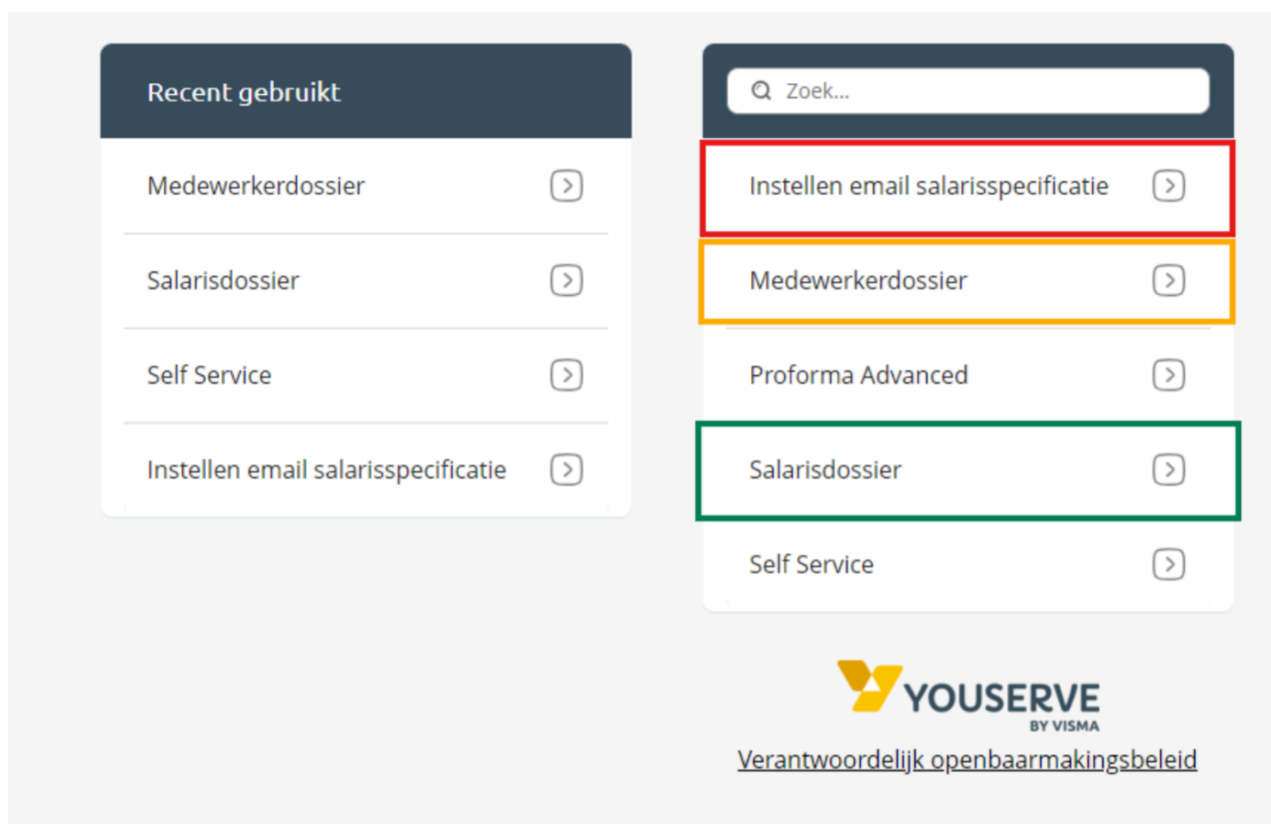 Recent gebruikt
Medewerkerdossier
Salarisdossier
Self Service
Instellen email salarisspecificatie
Zoek...
Instellen email salarisspecificatie
Medewerkerdossier
Proforma Advanced
Salarisdossier
Self Service
YOUSERVE
BY VISMA
Verantwoordelijk openbaarmakingsbeleid